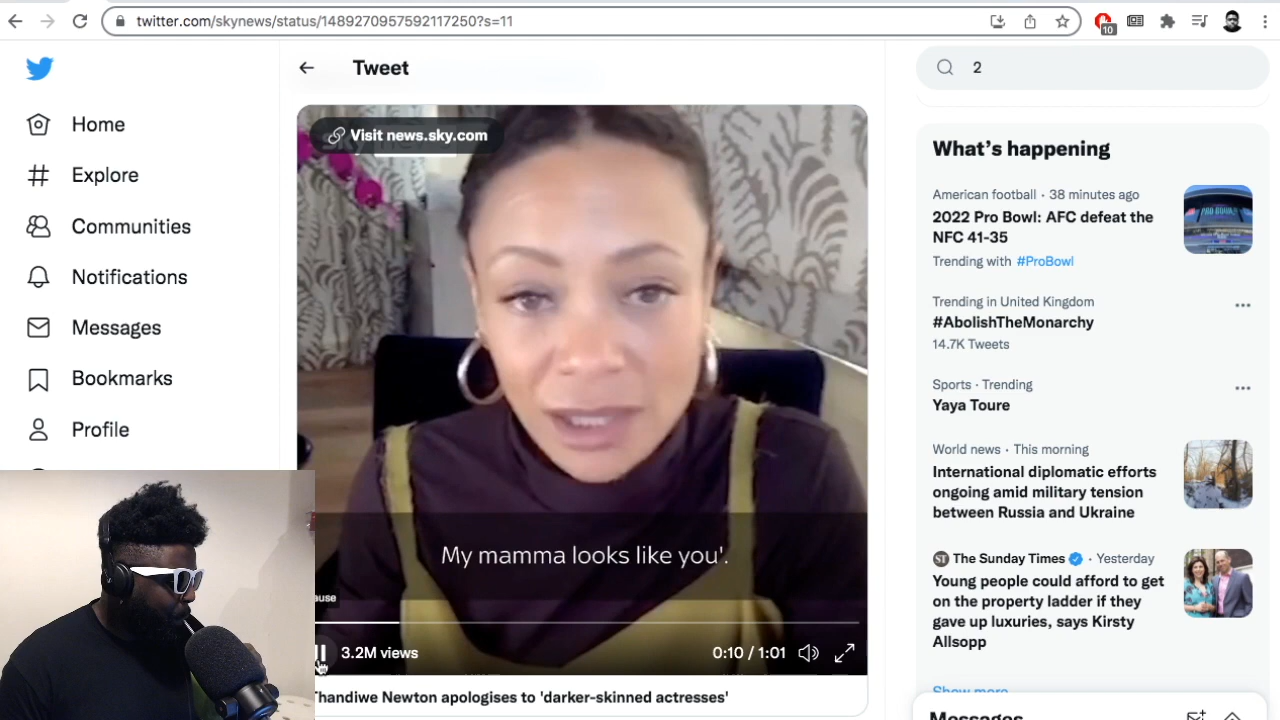 twitter.com/skynews/status/1489270957592117250?s=11
10
Home
Explore
Communities
Notifications
Messages
Bookmarks
Profile
Tweet
Visit news.sky.com
My mamma looks like you'.
ause
3.2M views
0:10 / 1:01
Thandiwe Newton apologises to 'darker-skinned actresses'
2
What's happening
American football · 38 minutes ago
2022 Pro Bowl: AFC defeat the
NFC 41-35
Trending with #ProBowl
Trending in United Kingdom
#AbolishTheMonarchy
14.7K Tweets
Sports · Trending
Yaya Toure
World news · This morning
International diplomatic efforts
ongoing amid military tension
between Russia and Ukraine
ST The Sunday Times · Yesterday
Young people could afford to get
on the property ladder if they
gave up luxuries, says Kirsty
Allsopp
Show more
Messages